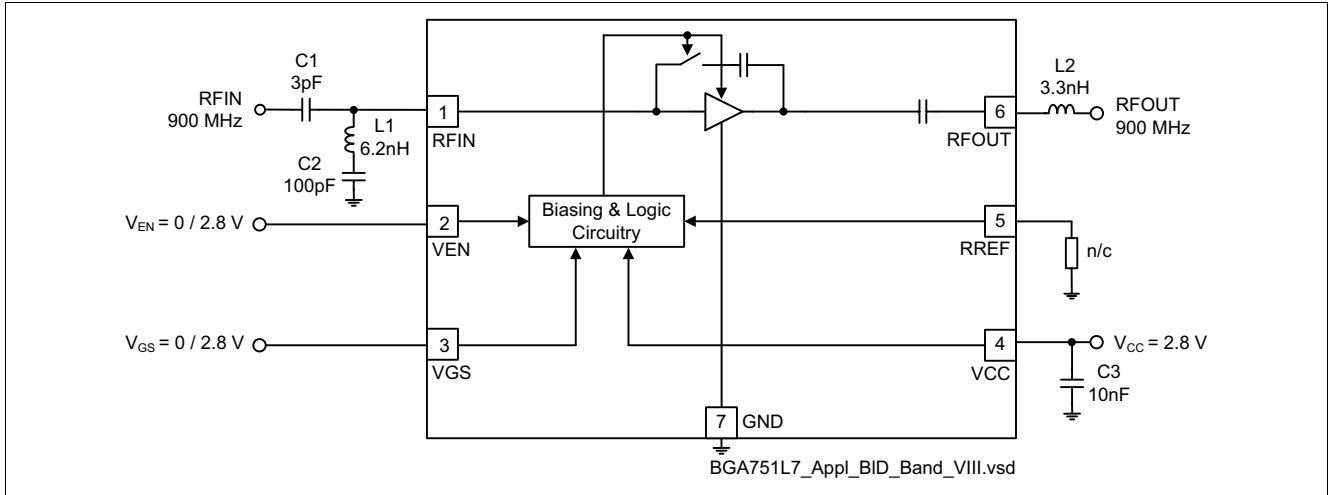 C1
3pF
RFIN
900 MHz
L1
6.2nH
C2
100pF
1
RFIN
6
RFOUT
L2
3.3nH
RFOUT
900 MHz
V_EN = 0 / 2.8 V
2
VEN
Biasing & Logic
Circuitry
5
RREF
n/c
V_GS = 0 / 2.8 V
3
VGS
4
VCC
V_CC = 2.8 V
C3
10nF
7
GND
BGA751L7_Appl_BID_Band_VIII.vsd